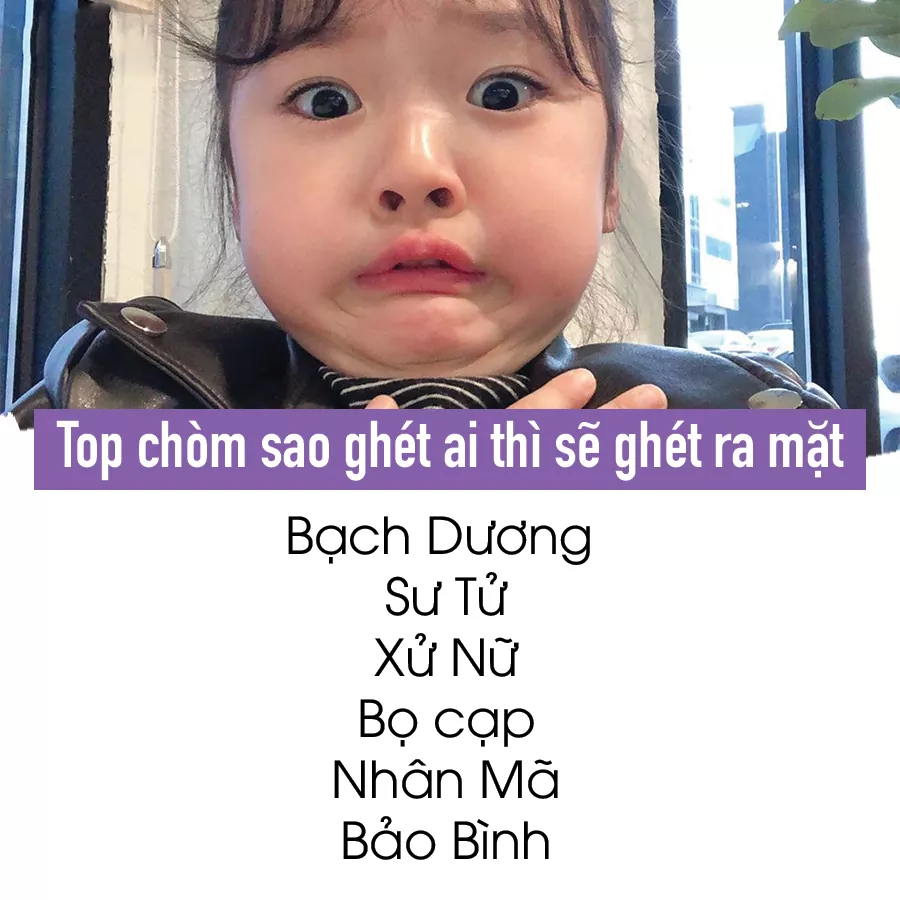 Top chòm sao ghét ai thì sẽ ghét ra mặt
Bạch Dương
Sư Tử
Xử Nữ
Bọ cạp
Nhân Mã
Bảo Bình